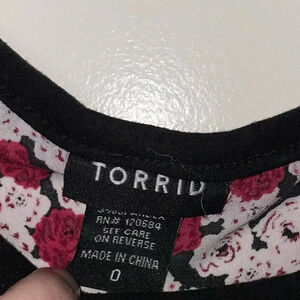 TORRID
RN# 120684
SEE CARE
ON REVERSE
MADE IN CHINA
0